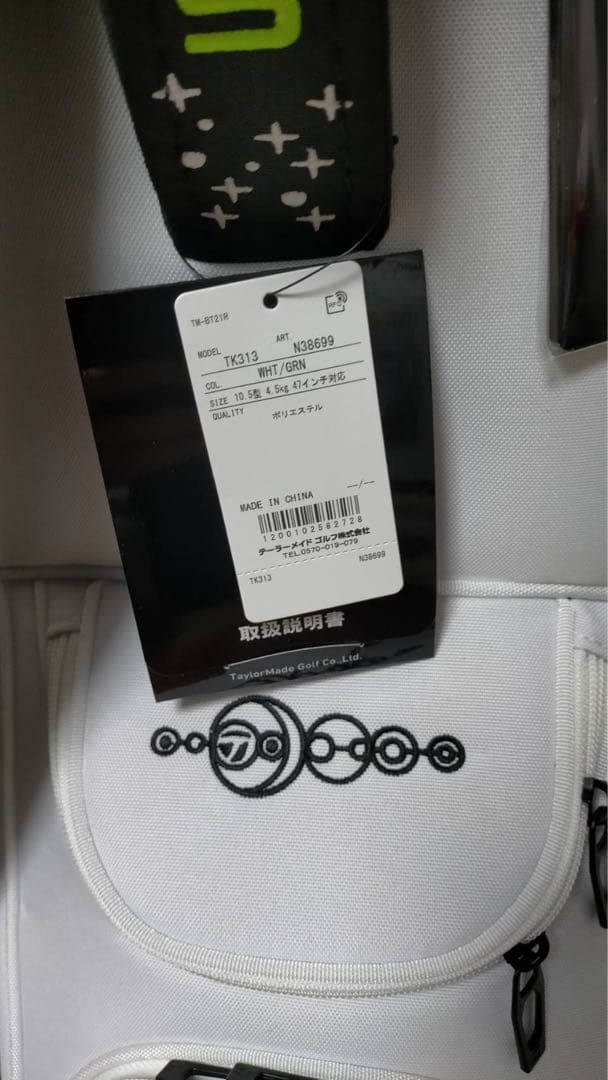 S
TM-BT21R
RFID
MODEL TK313 ART N38699
COL. WHT/GRN
SIZE 10.5型 4.5kg 47インチ対応
QUALITY ポリエステル
MADE IN CHINA --/--
1200102582728
テーラーメイド ゴルフ株式会社
TEL.0570-019-079
TK313 N38699
取扱説明書
TaylorMade Golf Co.,Ltd.